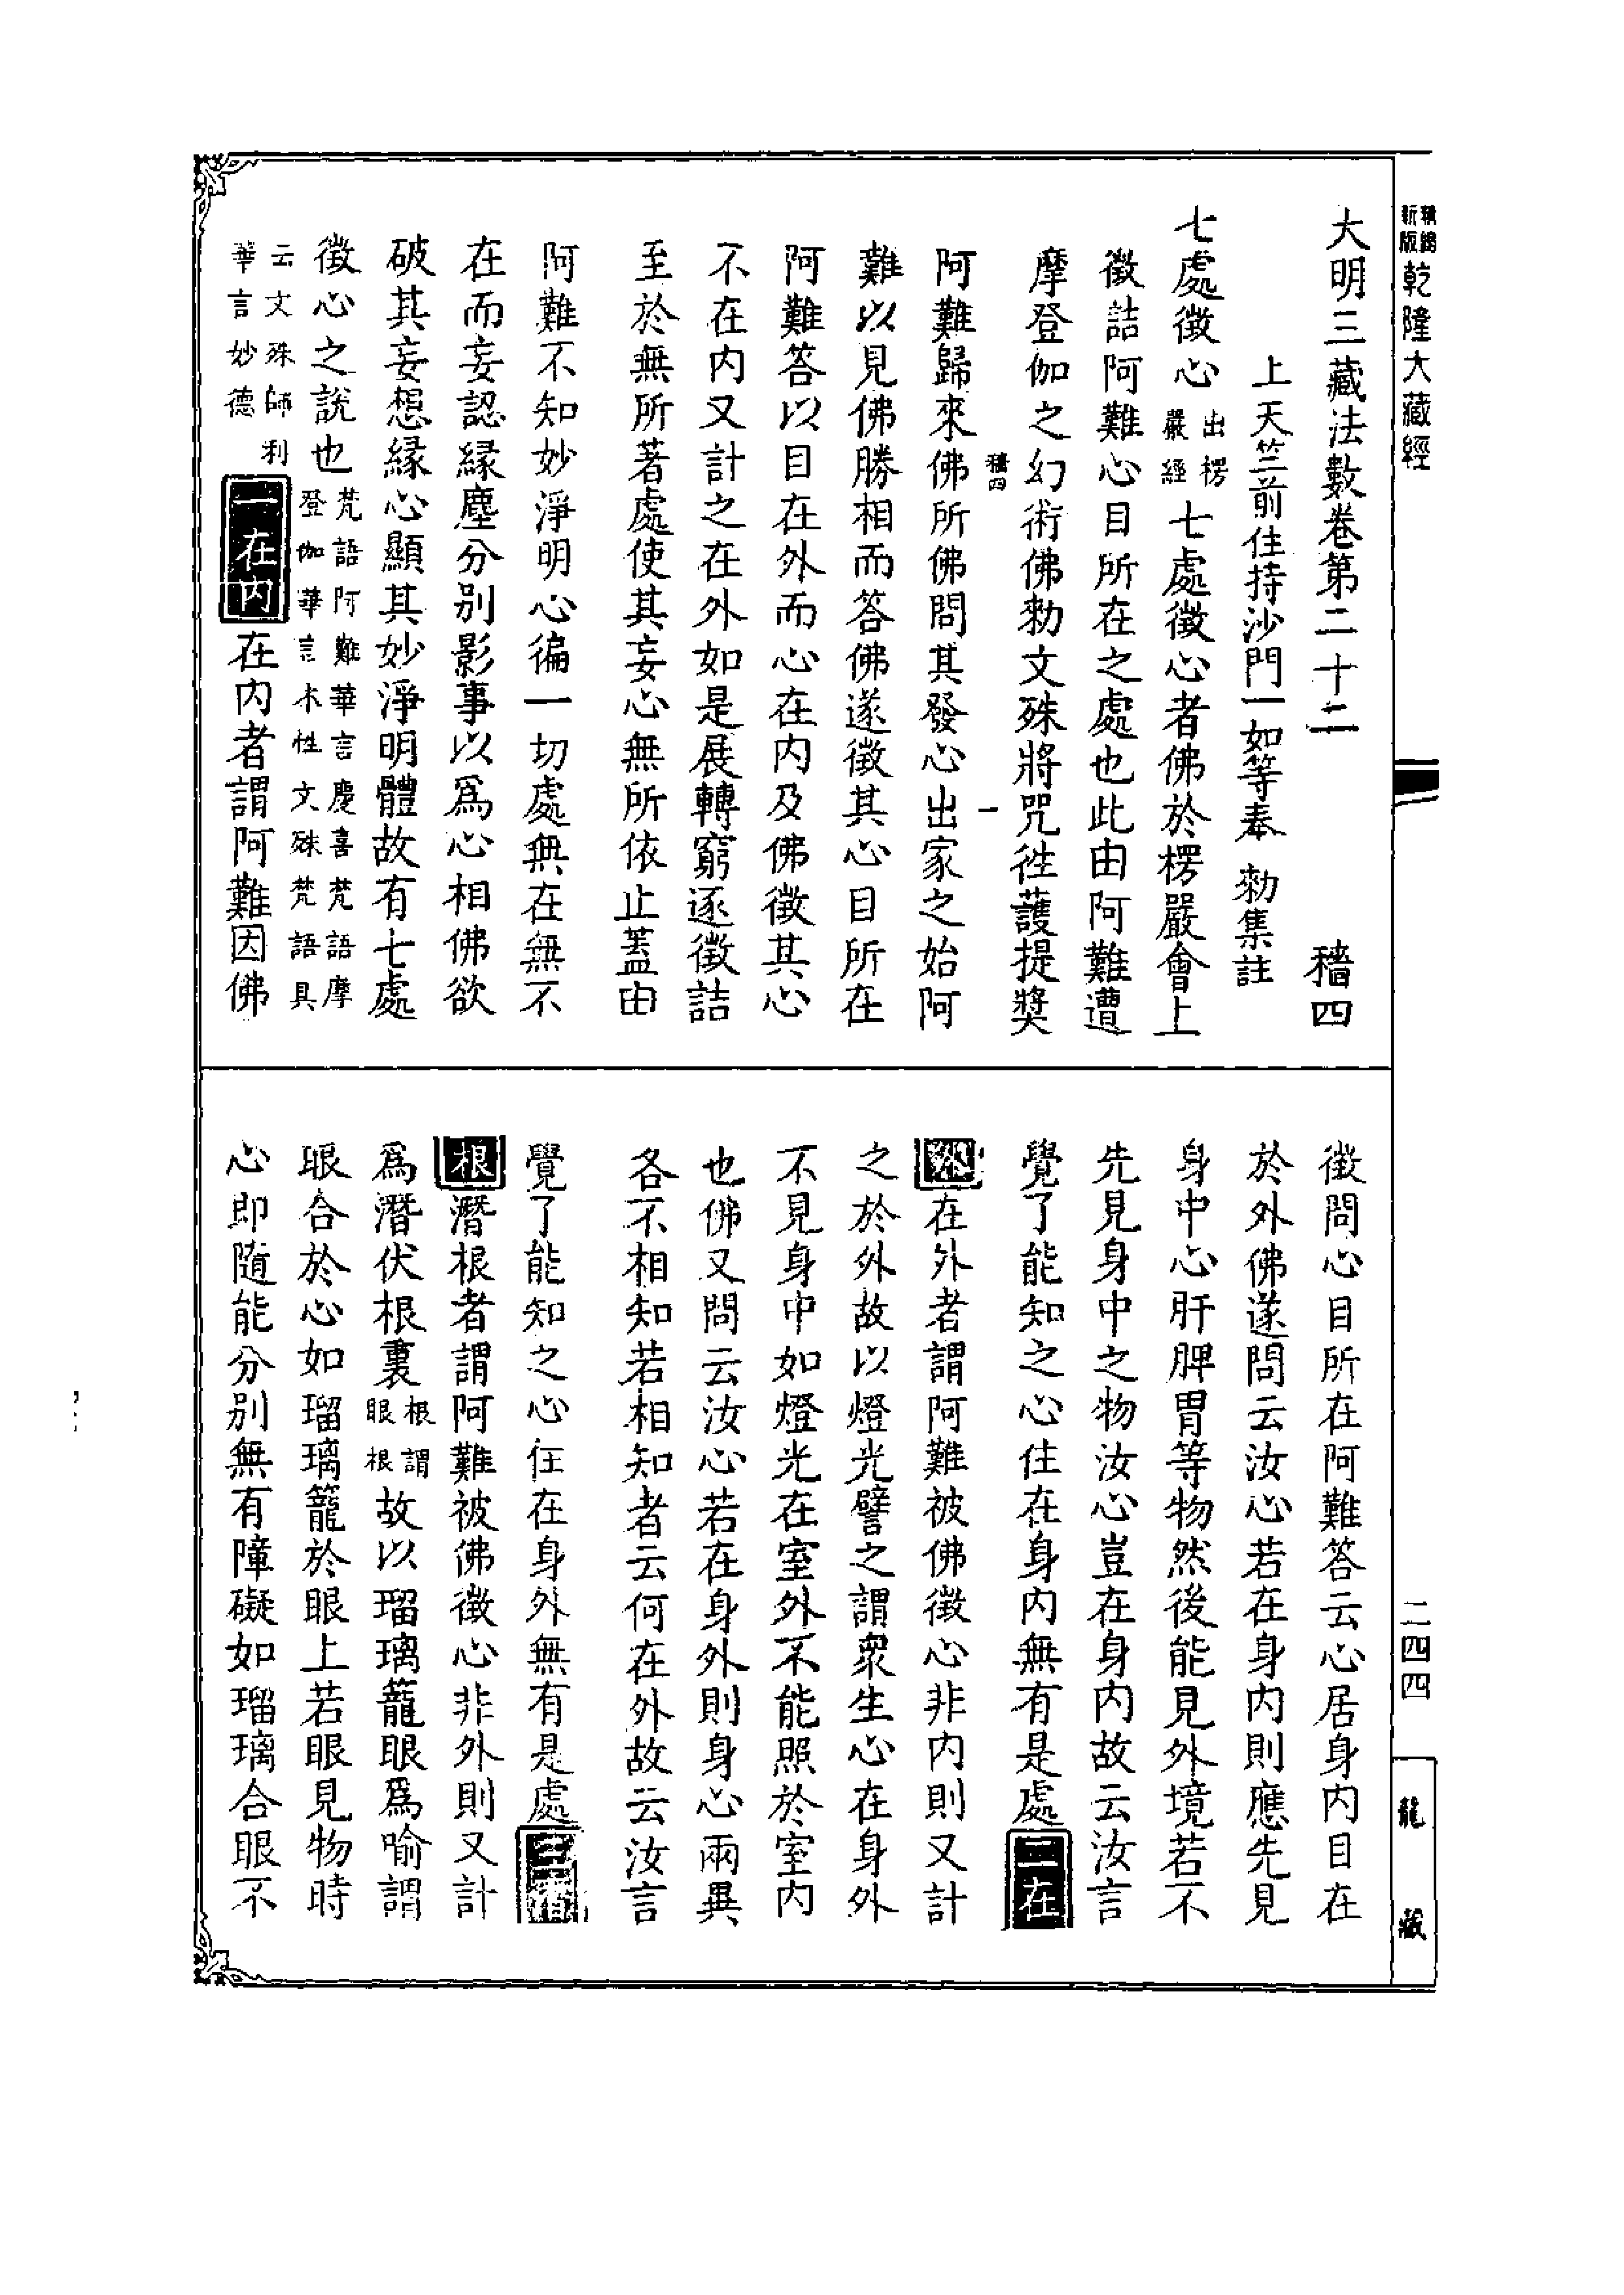 精縮新版乾隆大藏經
二四四
龍藏
大明三藏法數卷第二十二 穡四
上天竺前住持沙門一如等奉 勅集註
七處徵心出楞嚴經七處徵心者佛於楞嚴會上
徵詰阿難心目所在之處也此由阿難遭
摩登伽之幻術佛勅文殊將咒徃護提獎
穡四 一
阿難歸來佛所佛問其發心出家之始阿
難以見佛勝相而答佛遂徵其心目所在
阿難答以目在外而心在内及佛徵其心
不在内又計之在外如是展轉窮逐徵詰
至於無所著處使其妄心無所依止蓋由
阿難不知妙淨明心徧一切處無在無不
在而妄認緣塵分別影事以爲心相佛欲
破其妄想緣心顯其妙淨明體故有七處
徵心之說也梵語阿難華言慶喜梵語摩登伽華言本性文殊梵語具
云文殊師利華言妙德一在内在内者謂阿難因佛
徵問心目所在阿難答云心居身内目在
於外佛遂問云汝心若在身内則應先見
身中心肝脾胃等物然後能見外境若不
先見身中之物汝心豈在身内故云汝言
覺了能知之心住在身内無有是處二在
外在外者謂阿難被佛徵心非内則又計
之於外故以燈光譬之謂衆生心在身外
不見身中如燈光在室外不能照於室内
也佛又問云汝心若在身外則身心兩異
各不相知若相知者云何在外故云汝言
覺了能知之心住在身外無有是處三潛
根潛根者謂阿難被佛徵心非外則又計
爲潛伏根裏根謂眼根故以瑠璃籠眼爲喻謂
眼合於心如瑠璃籠於眼上若眼見物時
心即隨能分別無有障礙如瑠璃合眼不